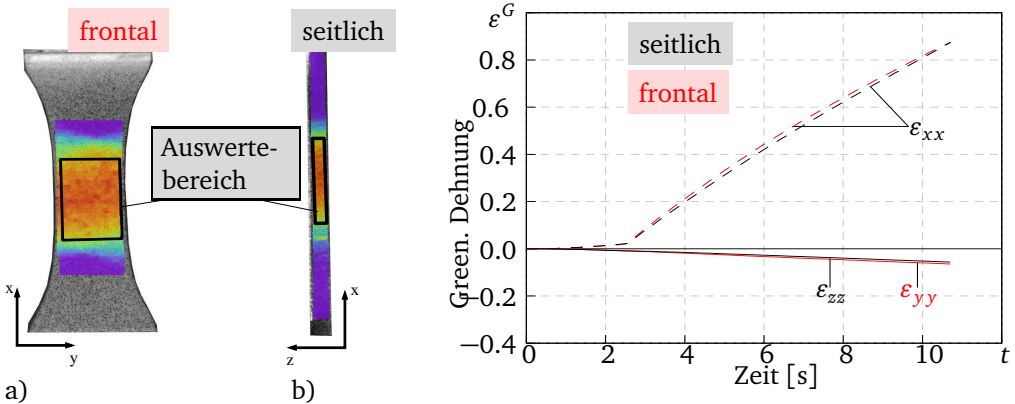 frontal
seitlich
Auswerte-
bereich
x
y
a)
x
z
b)
ε^G
seitlich
frontal
ε_xx
ε_zz
ε_yy
Green. Dehnung
0.8
0.6
0.4
0.2
0.0
−0.2
−0.4
0
2
4
6
8
10
t
Zeit [s]